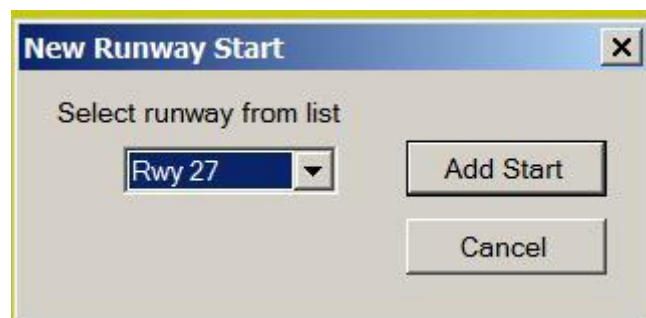 New Runway Start
Select runway from list
Rwy 27
Add Start
Cancel